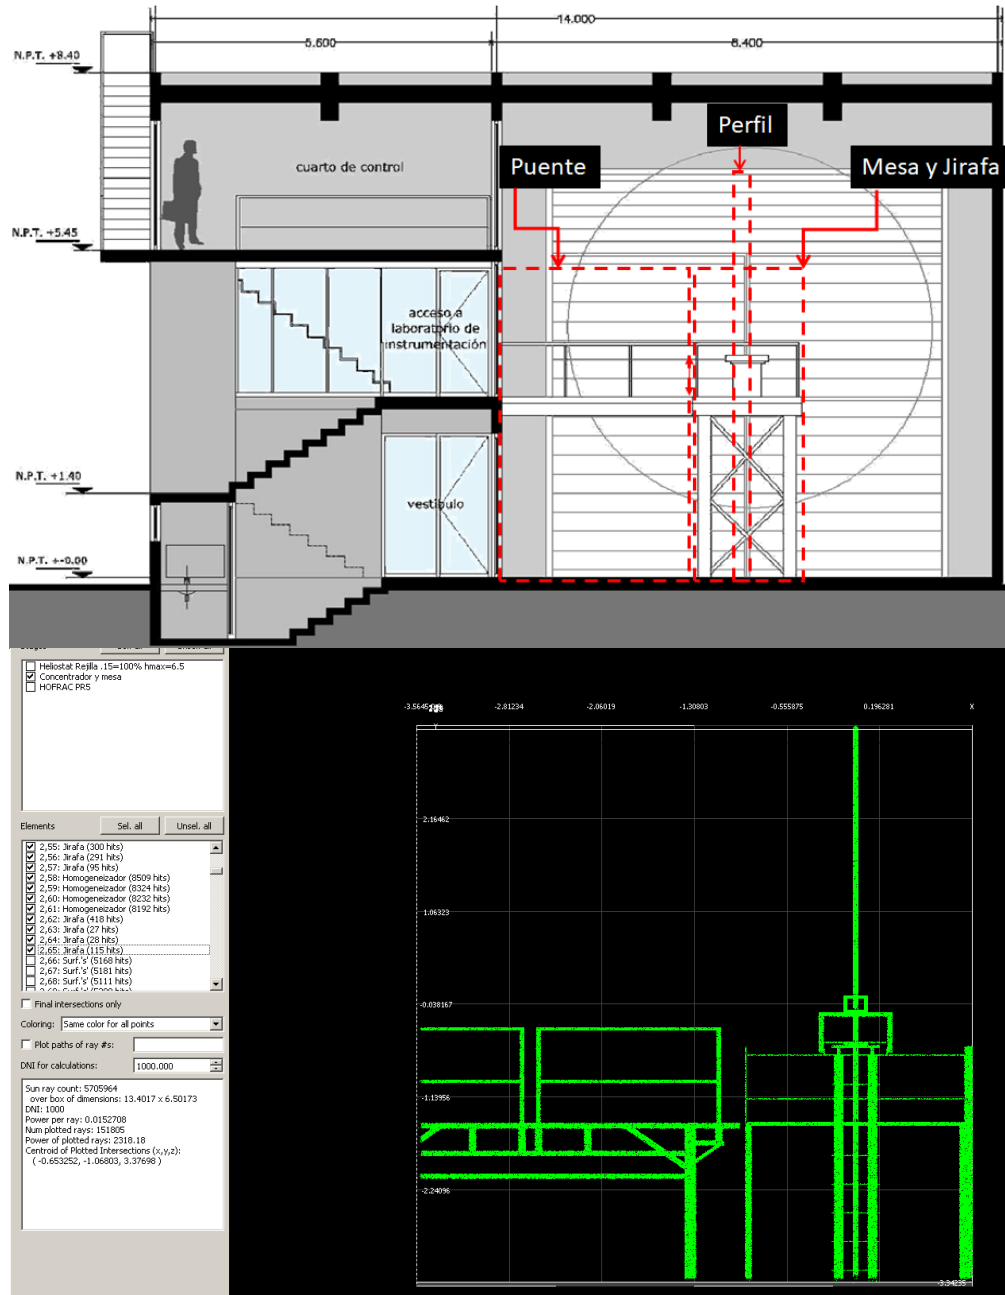 14.000
5.600
8.400
N.P.T. +8.40
Perfil
Puente
Mesa y Jirafa
cuarto de control
N.P.T. +5.45
acceso a
laboratorio de
instrumentación
N.P.T. +1.40
vestíbulo
N.P.T. +-0.00
Heliostat Rejilla .15=100% hmax=6.5
Concentrador y mesa
HOFRAC PR5
-2.81234
-2.06019
-1.30803
-0.555875
0.196281
X
Y
2.16462
1.06323
-0.038167
-1.13956
-2.24096
-3.34235
Elements
Sel. all
Unsel. all
2,55: Jirafa (300 hits)
2,56: Jirafa (291 hits)
2,57: Jirafa (95 hits)
2,58: Homogeneizador (8509 hits)
2,59: Homogeneizador (8324 hits)
2,60: Homogeneizador (8232 hits)
2,61: Homogeneizador (8192 hits)
2,62: Jirafa (418 hits)
2,63: Jirafa (27 hits)
2,64: Jirafa (28 hits)
2,65: Jirafa (115 hits)
2,66: Surf.'s' (5168 hits)
2,67: Surf.'s' (5181 hits)
2,68: Surf.'s' (5111 hits)
Final intersections only
Coloring:
Same color for all points
Plot paths of ray #s:
DNI for calculations:
1000.000
Sun ray count: 5705964
over box of dimensions: 13.4017 x 6.50173
DNI: 1000
Power per ray: 0.0152708
Num plotted rays: 151805
Power of plotted rays: 2318.18
Centroid of Plotted Intersections (x,y,z):
( -0.653252, -1.06803, 3.37698 )